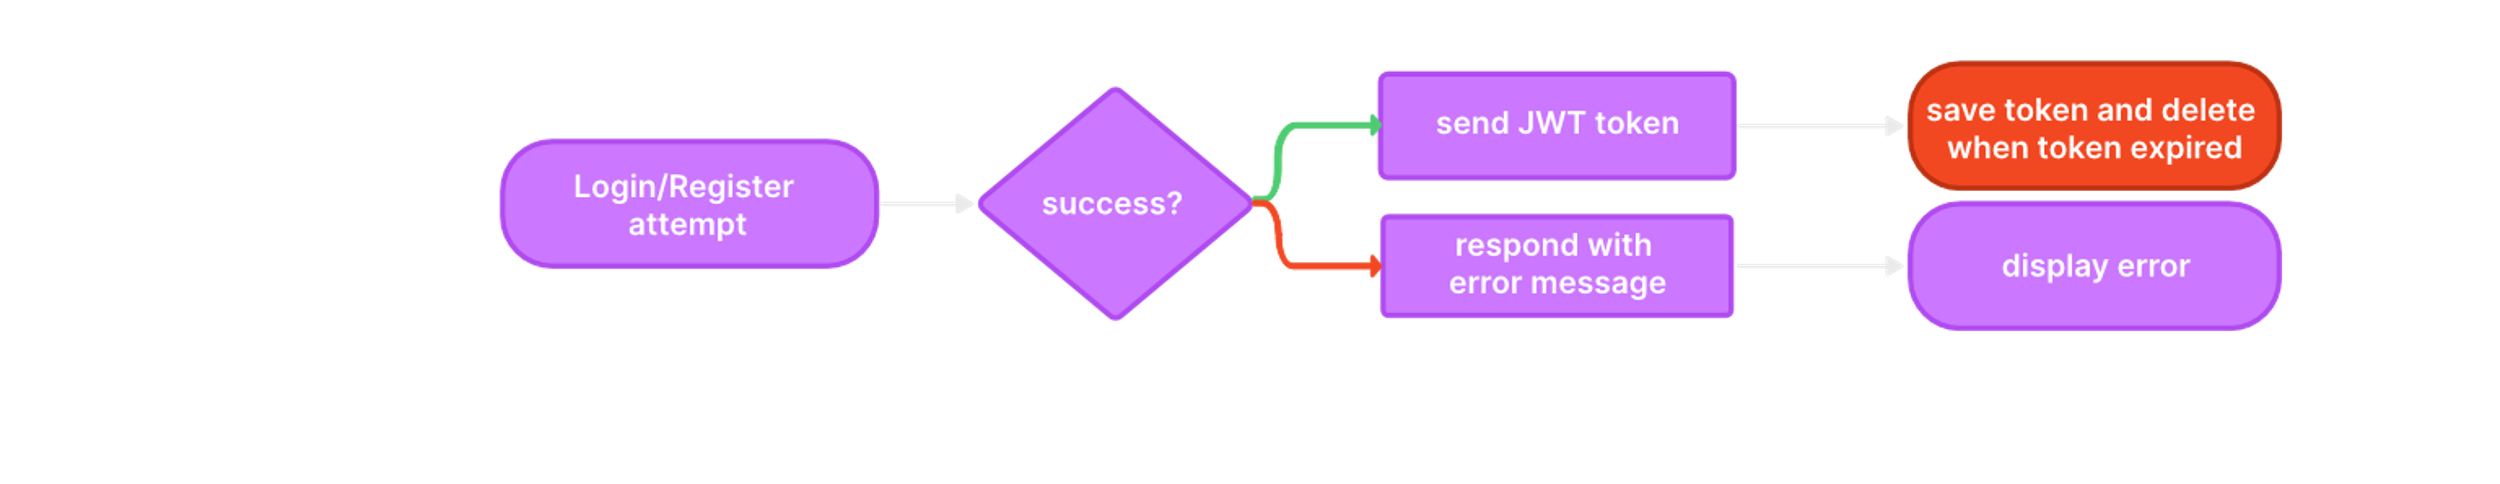 Login/Register
attempt
success?
send JWT token
save token and delete
when token expired
respond with
error message
display error